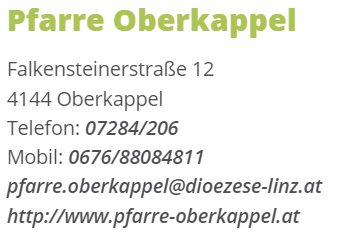 Pfarre Oberkappel
Falkensteinerstraße 12
4144 Oberkappel
Telefon: 07284/206
Mobil: 0676/88084811
pfarre.oberkappel@dioezese-linz.at
http://www.pfarre-oberkappel.at